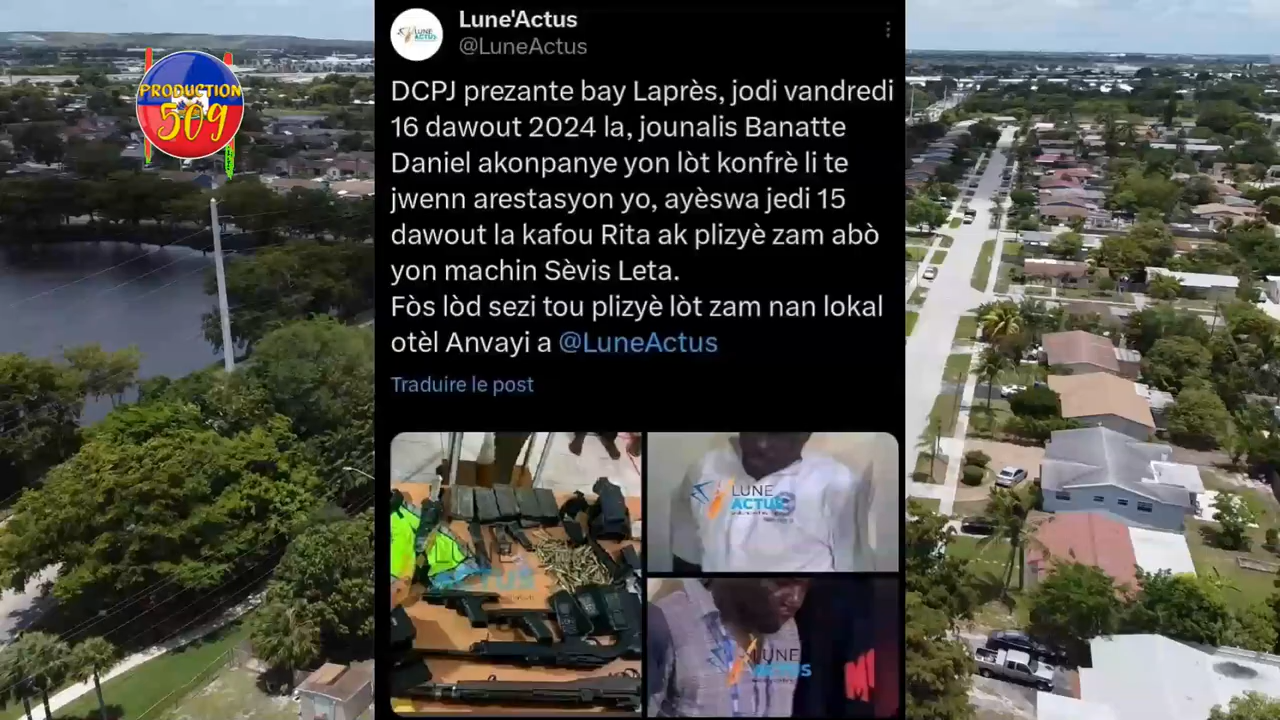 PRODUCTION
509
Lune'Actus
@LuneActus
DCPJ prezante bay Laprès, jodi vandredi
16 dawout 2024 la, jounalis Banatte
Daniel akonpanye yon lòt konfrè li te
jwenn arestasyon yo, ayèswa jedi 15
dawout la kafou Rita ak plizyè zam abò
yon machin Sèvis Leta.
Fòs lòd sezi tou plizyè lòt zam nan lokal
otèl Anvayi a @LuneActus
Traduire le post
ACTUS
LUNE
ACTUS
LUNE
ACTUS